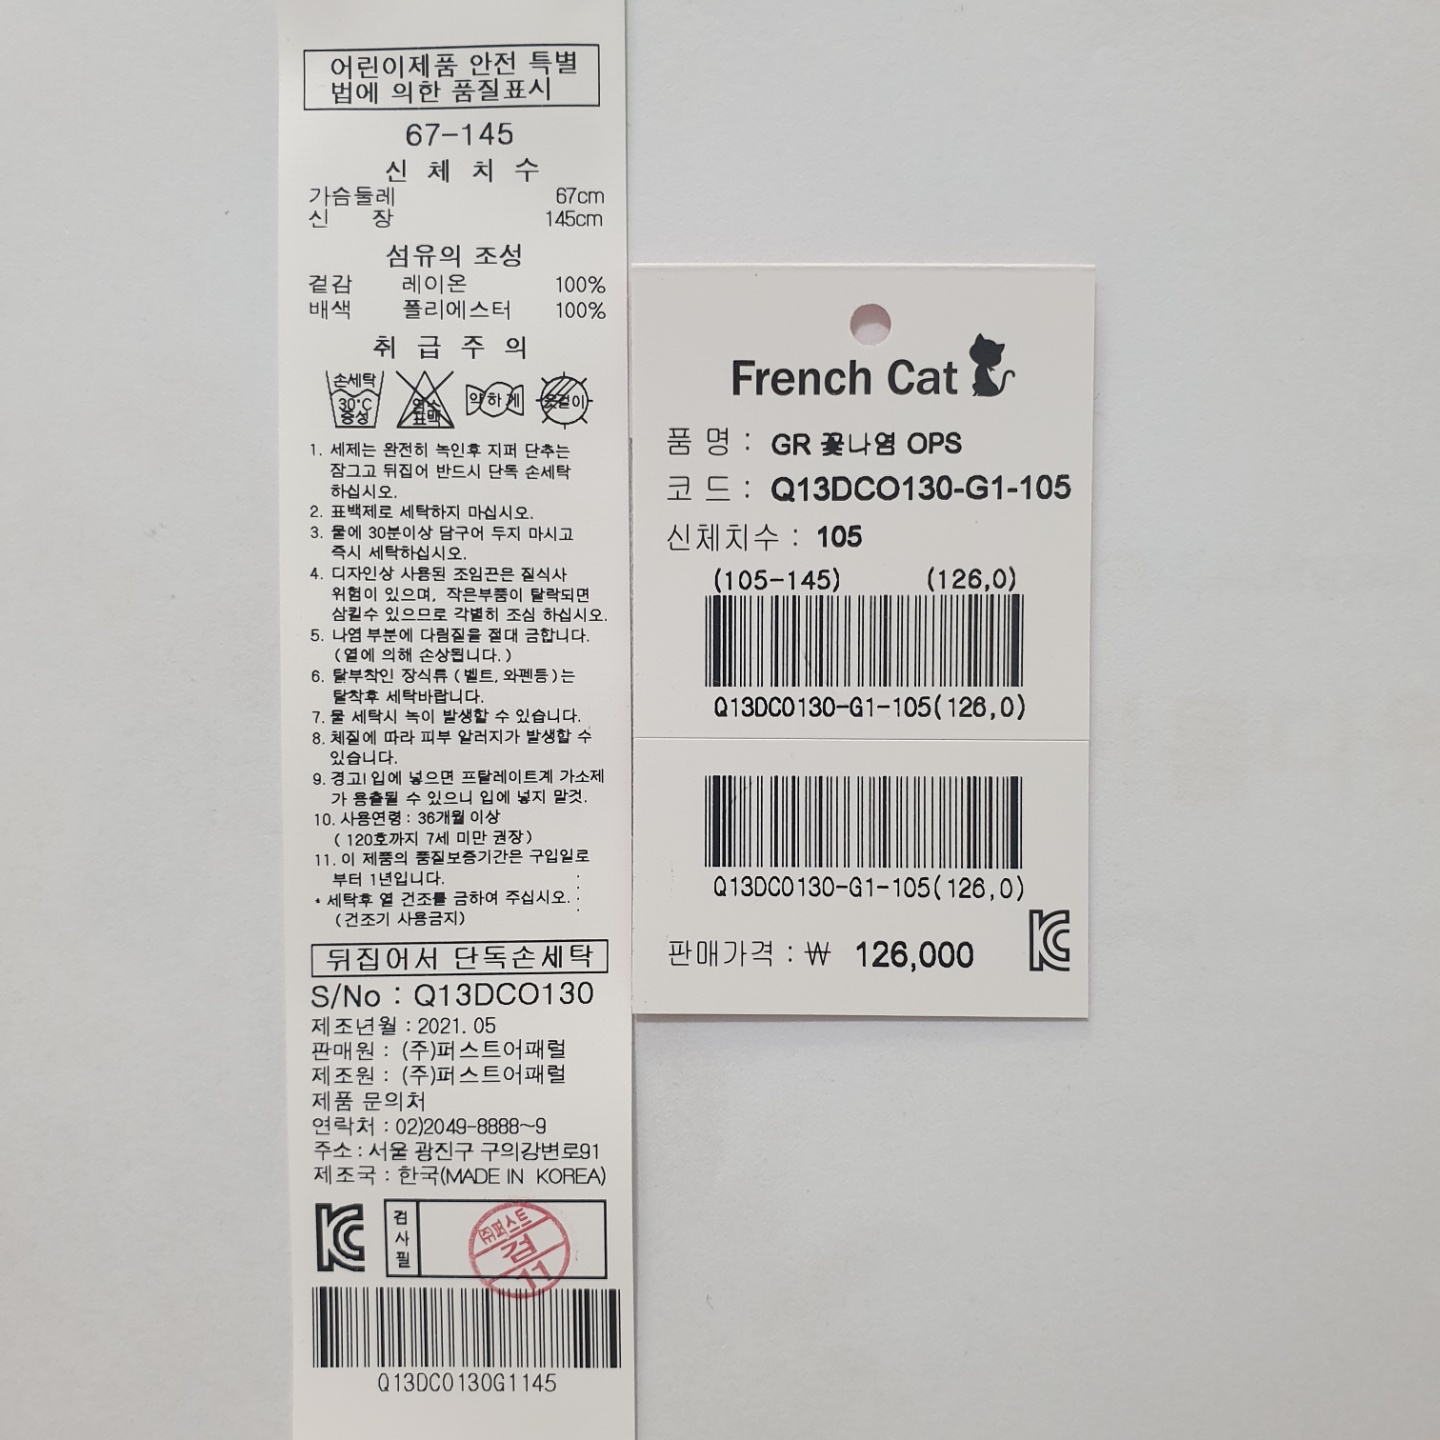 어린이제품 안전 특별
법에 의한 품질표시
67-145
신 체 치 수
가슴둘레 67cm
신 장 145cm
섬유의 조성
겉감 레이온 100%
배색 폴리에스터 100%
취 급 주 의
손세탁
30°C
중성
염소
표백
약하게
옷걸이
1. 세제는 완전히 녹인후 지퍼 단추는
잠그고 뒤집어 반드시 단독 손세탁
하십시오.
2. 표백제로 세탁하지 마십시오.
3. 물에 30분이상 담구어 두지 마시고
즉시 세탁하십시오.
4. 디자인상 사용된 조임끈은 질식사
위험이 있으며, 작은부품이 탈락되면
삼킬수 있으므로 각별히 조심 하십시오.
5. 나염 부분에 다림질을 절대 금합니다.
(열에 의해 손상됩니다.)
6. 탈부착인 장식류 (벨트, 와펜등)는
탈착후 세탁바랍니다.
7. 물 세탁시 녹이 발생할 수 있습니다.
8. 체질에 따라 피부 알러지가 발생할 수
있습니다.
9. 경고! 입에 넣으면 프탈레이트계 가소제
가 용출될 수 있으니 입에 넣지 말것.
10. 사용연령 : 36개월 이상
( 120호까지 7세 미만 권장 )
11. 이 제품의 품질보증기간은 구입일로
부터 1년입니다.
* 세탁후 열 건조를 금하여 주십시오.
(건조기 사용금지)
뒤집어서 단독손세탁
S/No : Q13DCO130
제조년월 : 2021. 05
판매원 : (주)퍼스트어패럴
제조원 : (주)퍼스트어패럴
제품 문의처
연락처 : 02)2049-8888~9
주소 : 서울 광진구 구의강변로91
제조국 : 한국(MADE IN KOREA)
KC
검사필
㈜퍼스트
검
11
Q13DCO130G1145
French Cat
품 명 : GR 꽃나염 OPS
코 드 : Q13DCO130-G1-105
신체치수 : 105
(105-145) (126,0)
Q13DCO130-G1-105(126,0)
Q13DCO130-G1-105(126,0)
판매가격 : ₩ 126,000
KC